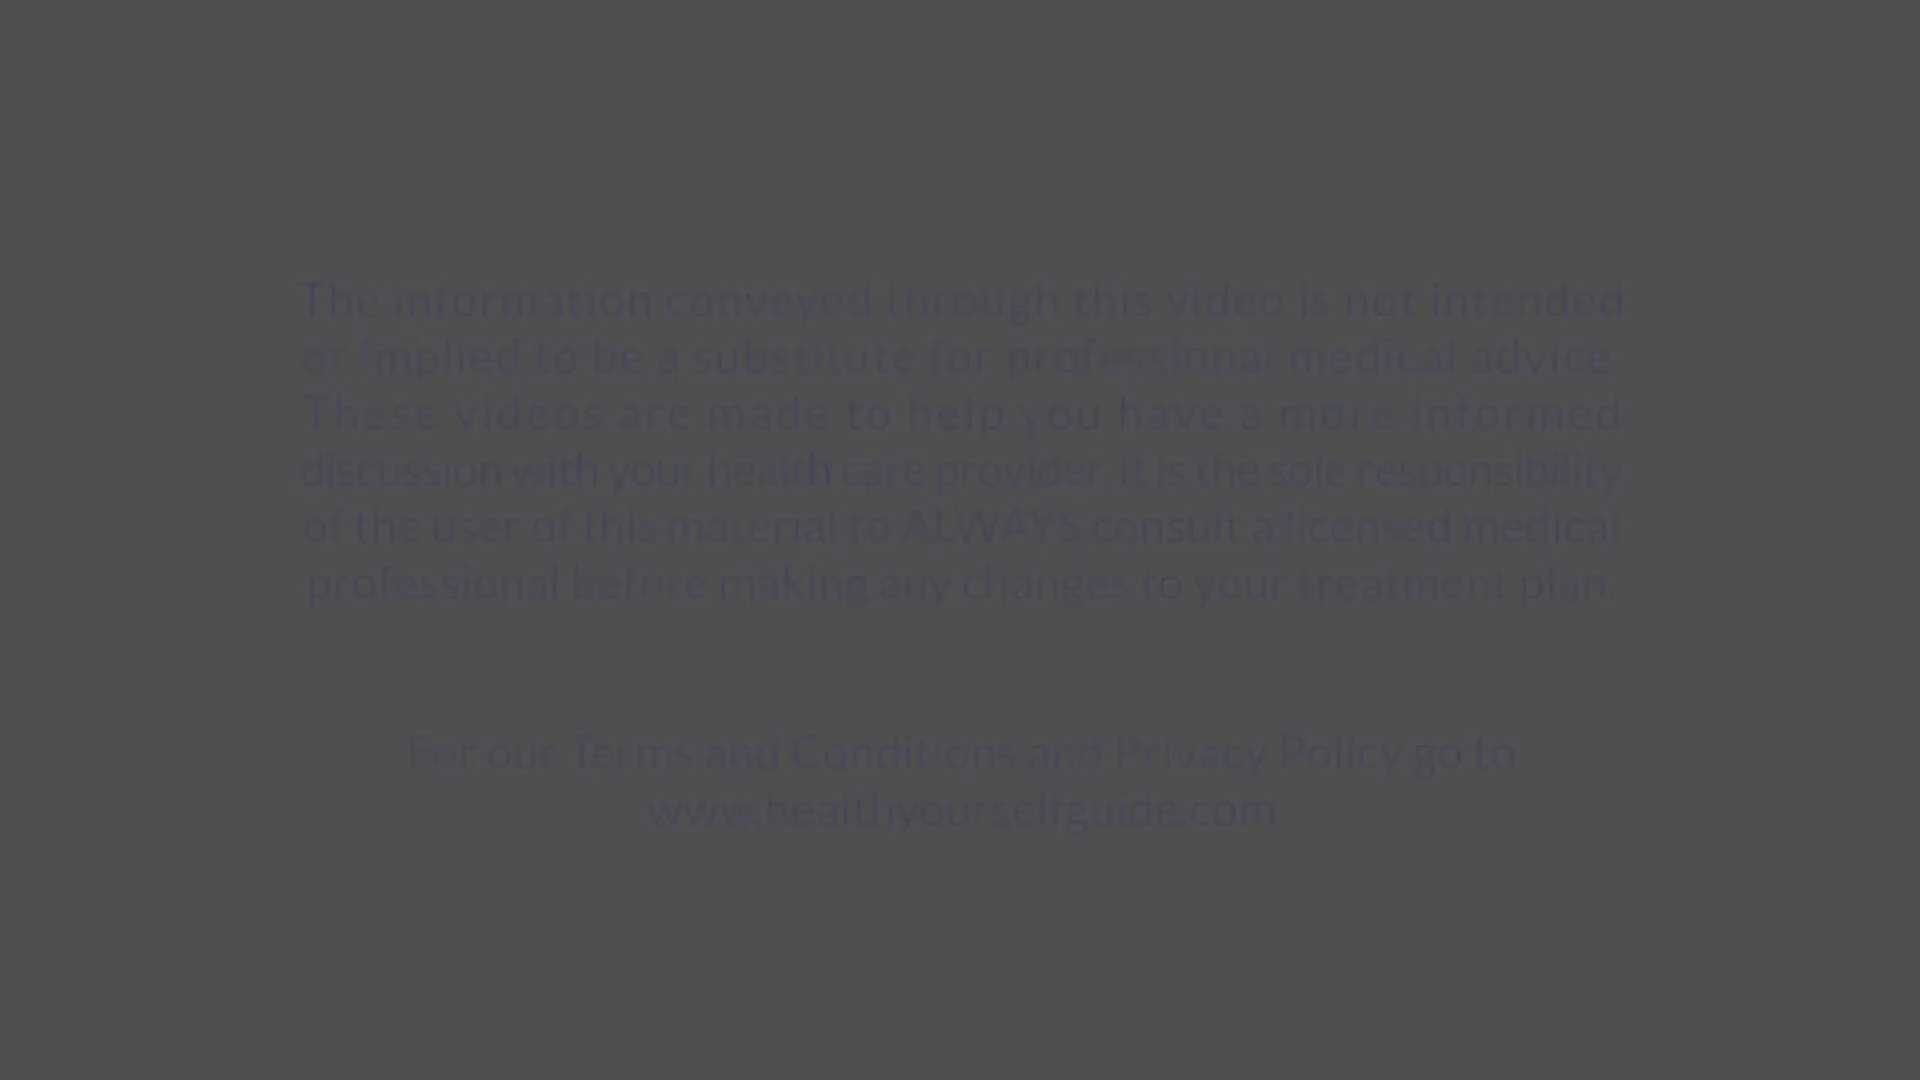 The information conveyed through this video is not intended
or implied to be a substitute for professional medical advice.
These videos are made to help you have a more informed
discussion with your health care provider. It is the sole responsibility
of the user of this material to ALWAYS consult a licensed medical
professional before making any changes to your treatment plan.
For our Terms and Conditions and Privacy Policy go to
www.healthyourselfguide.com